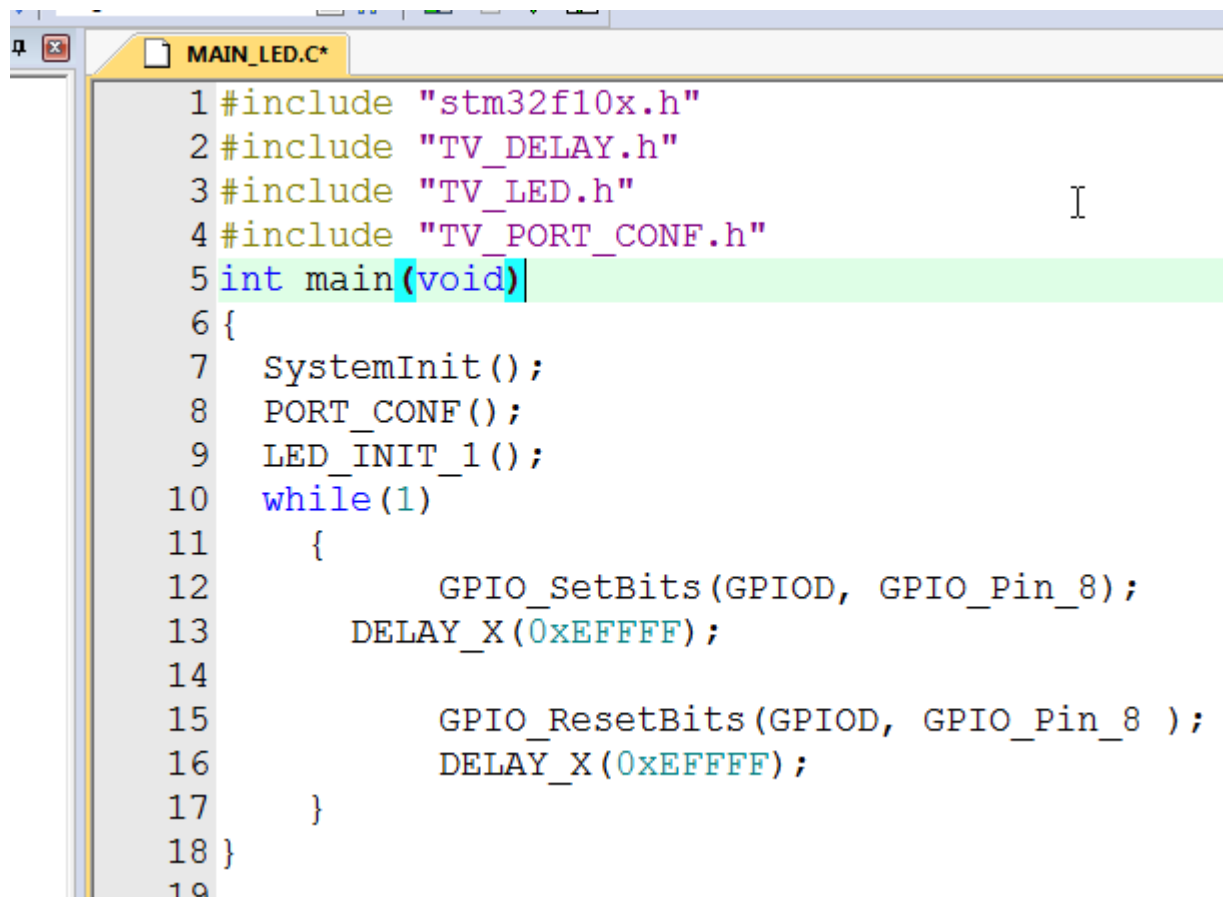 MAIN_LED.C*
1 #include "stm32f10x.h"
2 #include "TV_DELAY.h"
3 #include "TV_LED.h"
4 #include "TV_PORT_CONF.h"
5 int main(void)
6 {
7 SystemInit();
8 PORT_CONF();
9 LED_INIT_1();
10 while(1)
11 {
12 GPIO_SetBits(GPIOD, GPIO_Pin_8);
13 DELAY_X(0xEFFFF);
14
15 GPIO_ResetBits(GPIOD, GPIO_Pin_8 );
16 DELAY_X(0xEFFFF);
17 }
18 }
19